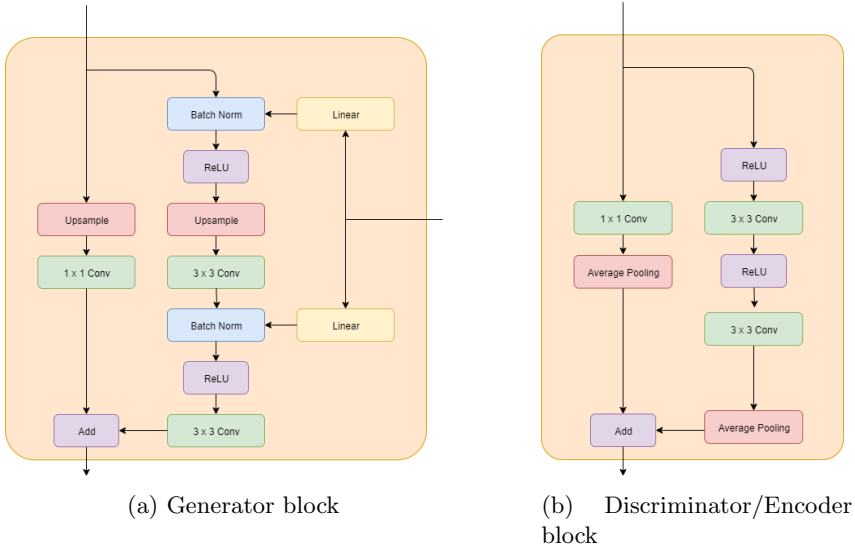 Batch Norm
Linear
ReLU
Upsample
Upsample
1 x 1 Conv
3 x 3 Conv
Batch Norm
Linear
ReLU
Add
3 x 3 Conv
(a) Generator block
ReLU
1 x 1 Conv
3 x 3 Conv
Average Pooling
ReLU
3 x 3 Conv
Add
Average Pooling
(b) Discriminator/Encoder
block